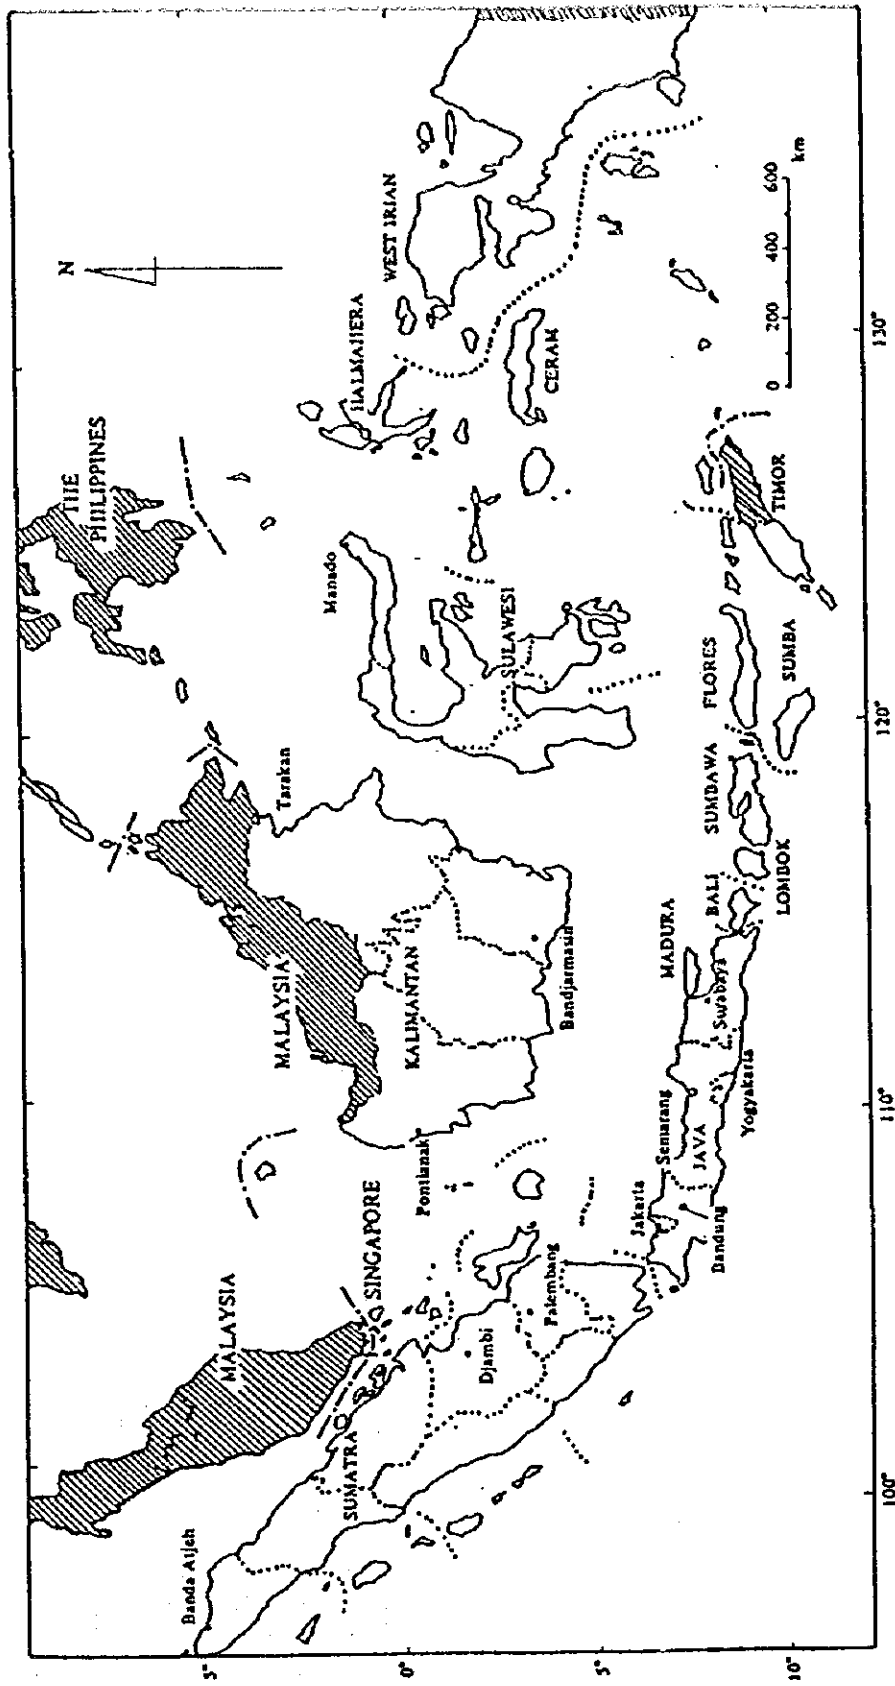 N
THE
PHILIPPINES
MALAYSIA
MALAYSIA
SINGAPORE
Banda Atjeh
SUMATRA
Djambi
Palembang
Pontianak
KALIMANTAN
Bandjarmasin
Tarakan
Manado
SULAWESI
HALMAHERA
WEST IRIAN
CERAM
Jakarta
Bandung
Semarang
JAVA
Yogyakarta
Surabaya
MADURA
BALI
LOMBOK
SUMBAWA
FLORES
SUMBA
TIMOR
0 200 400 600
km
5°
0°
5°
10°
100°
110°
120°
130°